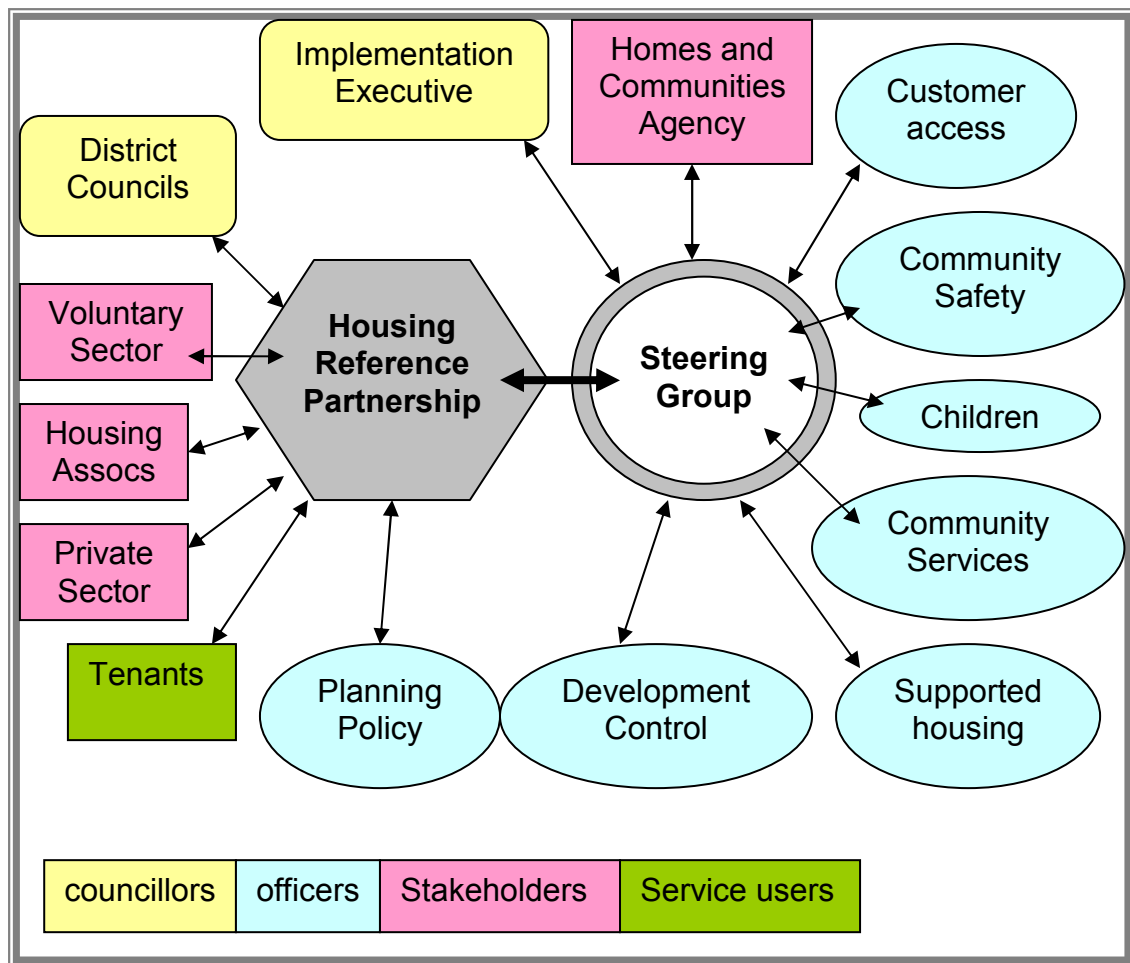 Implementation
Executive
Homes and
Communities
Agency
Customer
access
District
Councils
Community
Safety
Voluntary
Sector
Housing
Reference
Partnership
Steering
Group
Children
Housing
Assocs
Community
Services
Private
Sector
Tenants
Planning
Policy
Development
Control
Supported
housing
councillors
officers
Stakeholders
Service users